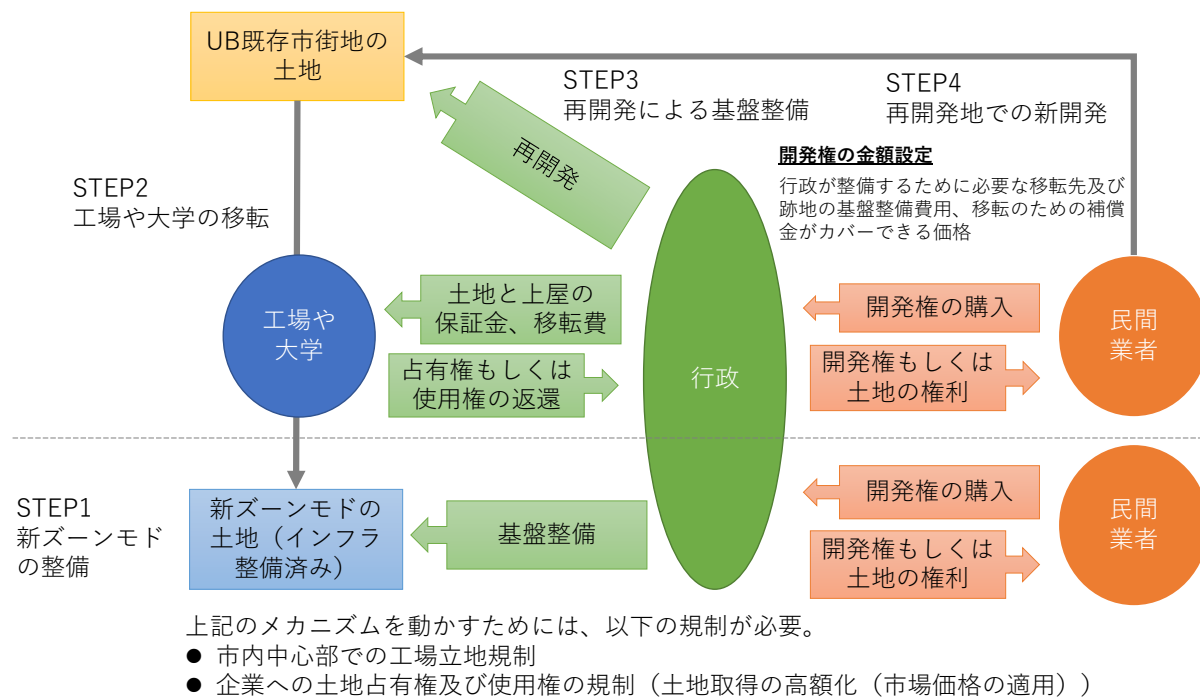 UB既存市街地の
土地
STEP3
再開発による基盤整備
STEP4
再開発地での新開発
再開発
開発権の金額設定
行政が整備するために必要な移転先及び
跡地の基盤整備費用、移転のための補償
金がカバーできる価格
STEP2
工場や大学の移転
工場や
大学
土地と上屋の
保証金、移転費
占有権もしくは
使用権の返還
行政
開発権の購入
開発権もしくは
土地の権利
民間
業者
STEP1
新ズーンモド
の整備
新ズーンモドの
土地（インフラ
整備済み）
基盤整備
開発権の購入
開発権もしくは
土地の権利
民間
業者
上記のメカニズムを動かすためには、以下の規制が必要。
● 市内中心部での工場立地規制
● 企業への土地占有権及び使用権の規制（土地取得の高額化（市場価格の適用））